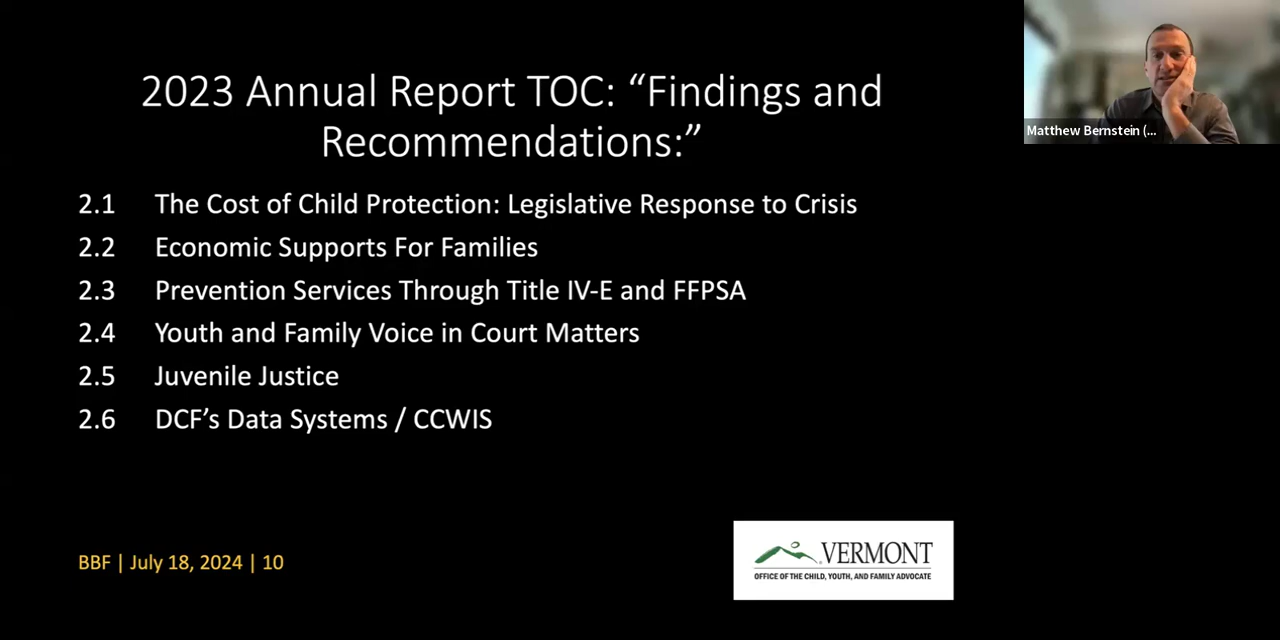 2023 Annual Report TOC: “Findings and
Recommendations:”
2.1 The Cost of Child Protection: Legislative Response to Crisis
2.2 Economic Supports For Families
2.3 Prevention Services Through Title IV-E and FFPSA
2.4 Youth and Family Voice in Court Matters
2.5 Juvenile Justice
2.6 DCF’s Data Systems / CCWIS
BBF | July 18, 2024 | 10
VERMONT
OFFICE OF THE CHILD, YOUTH, AND FAMILY ADVOCATE
Matthew Bernstein (...